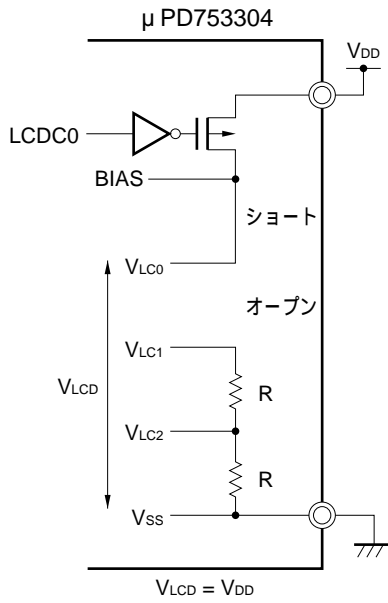 μ PD753304
VDD
LCDC0
BIAS
ショート
VLC0
オープン
VLC1
R
VLCD
VLC2
R
VSS
VLCD = VDD